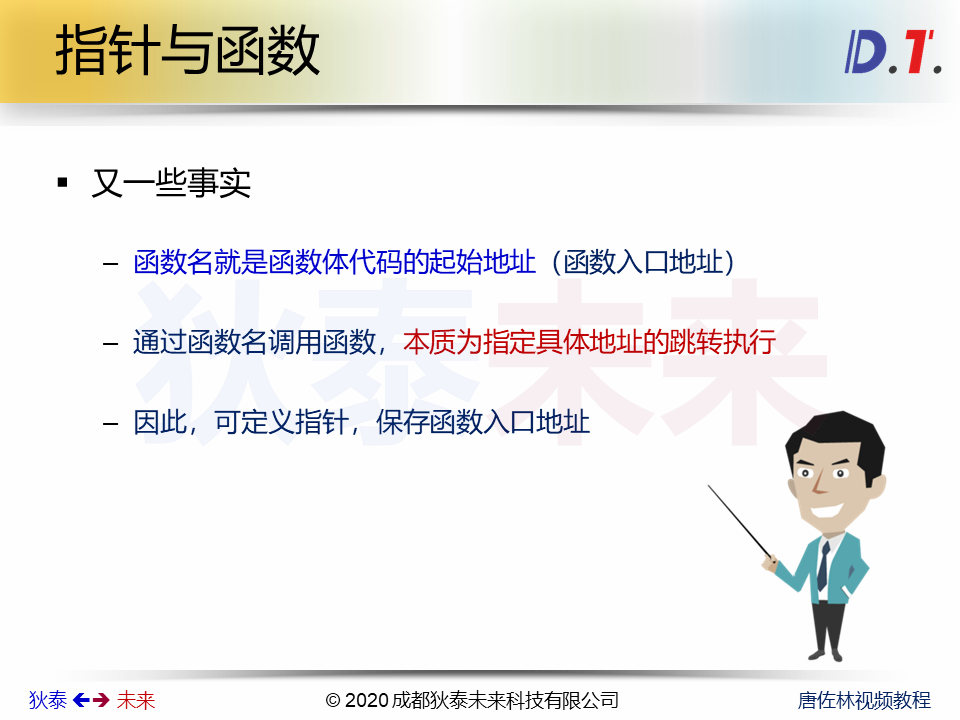 指针与函数
D.T.
又一些事实
函数名就是函数体代码的起始地址（函数入口地址）
通过函数名调用函数，本质为指定具体地址的跳转执行
因此，可定义指针，保存函数入口地址
狄泰未来
狄泰 未来
© 2020 成都狄泰未来科技有限公司
唐佐林视频教程